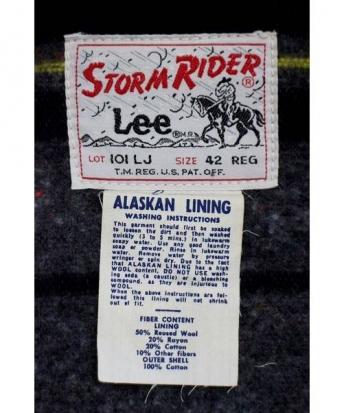 STORM RIDER ®
Lee ® M.R.
LOT 101 LJ SIZE 42 REG
T.M. REG. U.S. PAT. OFF.
ALASKAN LINING
WASHING INSTRUCTIONS
This garment should first be soaked
to loosen the dirt and then washed
quickly (3 to 5 mins.) in lukewarm
soapy water. Use any good laundry
soap or powder. Rinse in lukewarm
water. Remove water by pressure
wringer or spin dry. Due to the fact
that ALASKAN LINING has a high
WOOL content, DO NOT USE wash-
ing soda (a caustic) or a bleaching
compound, as they are injurious to
WOOL.
When the above instructions are fol-
lowed this lining will not shrink
out of fit.
FIBER CONTENT
LINING
50% Reused Wool
20% Rayon
20% Cotton
10% Other fibers
OUTER SHELL
100% Cotton